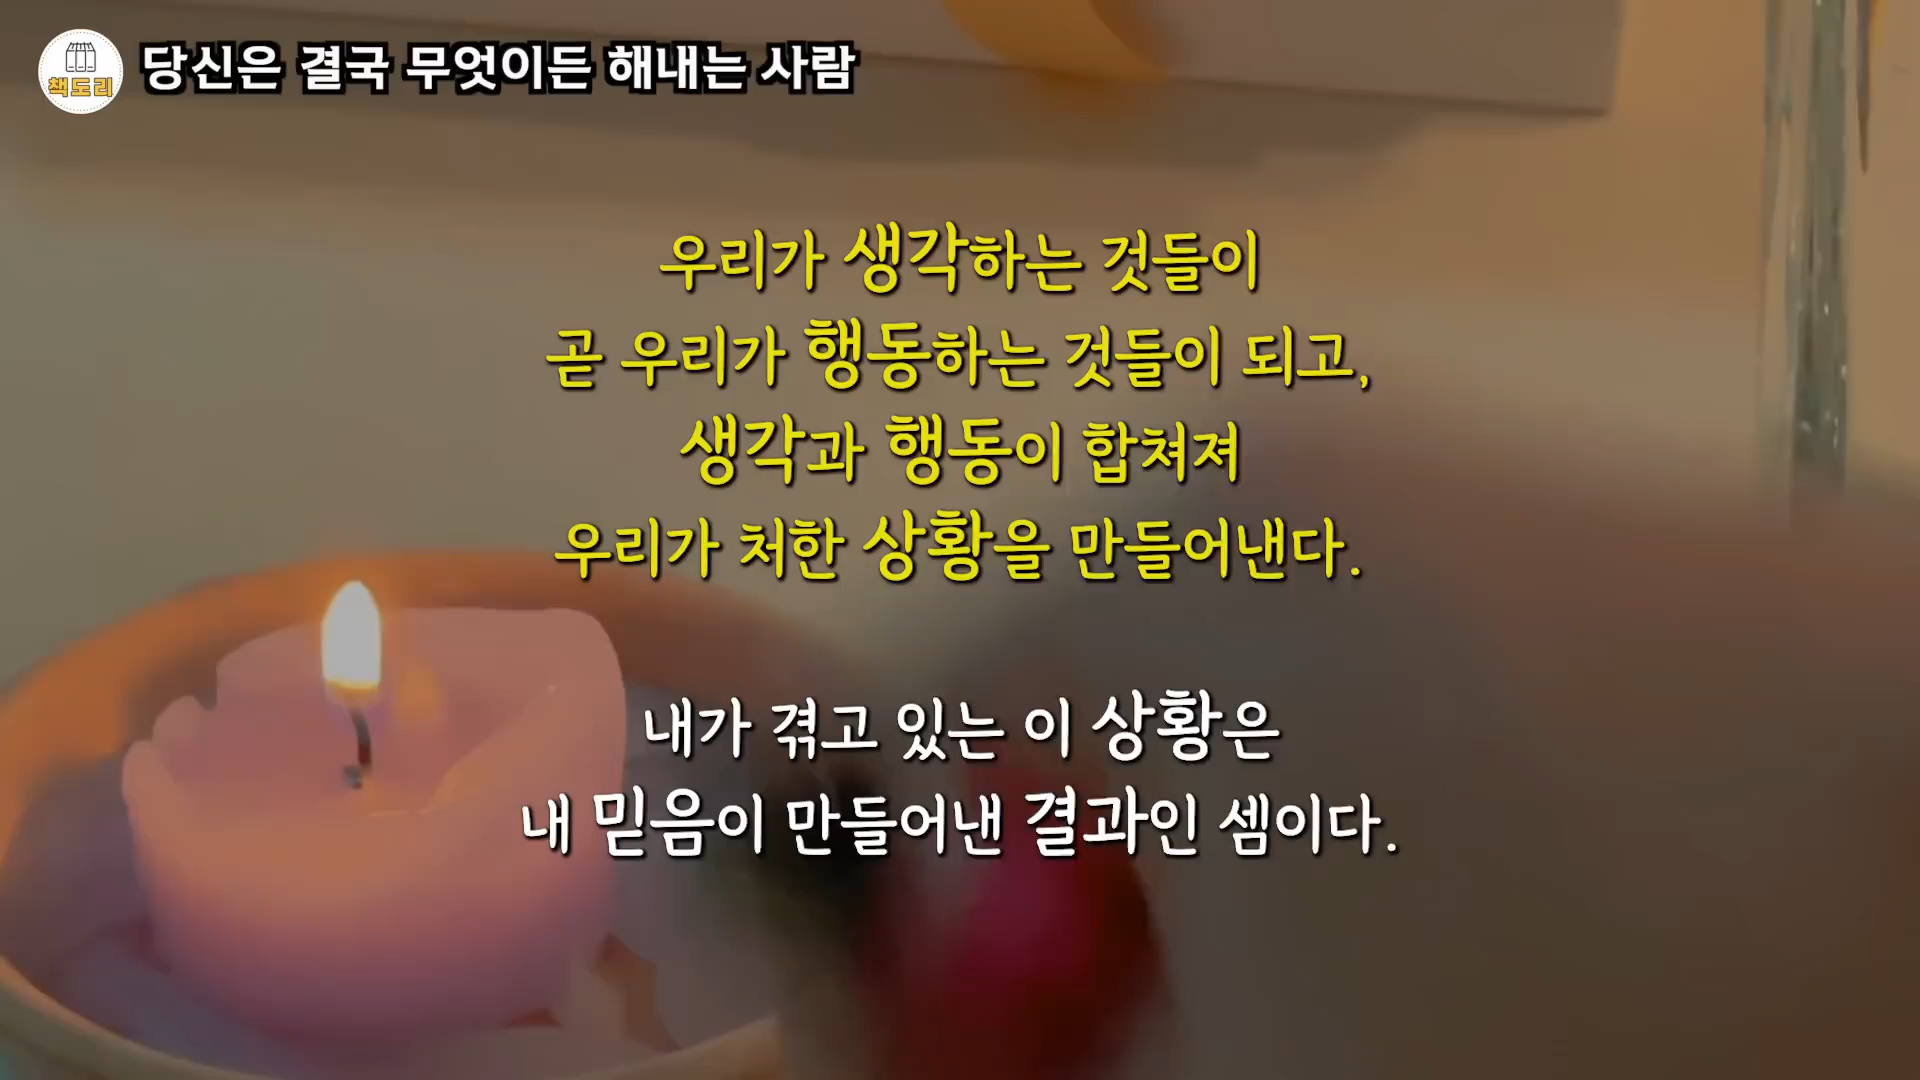 책도리
당신은 결국 무엇이든 해내는 사람
우리가 생각하는 것들이
곧 우리가 행동하는 것들이 되고,
생각과 행동이 합쳐져
우리가 처한 상황을 만들어낸다.
내가 겪고 있는 이 상황은
내 믿음이 만들어낸 결과인 셈이다.